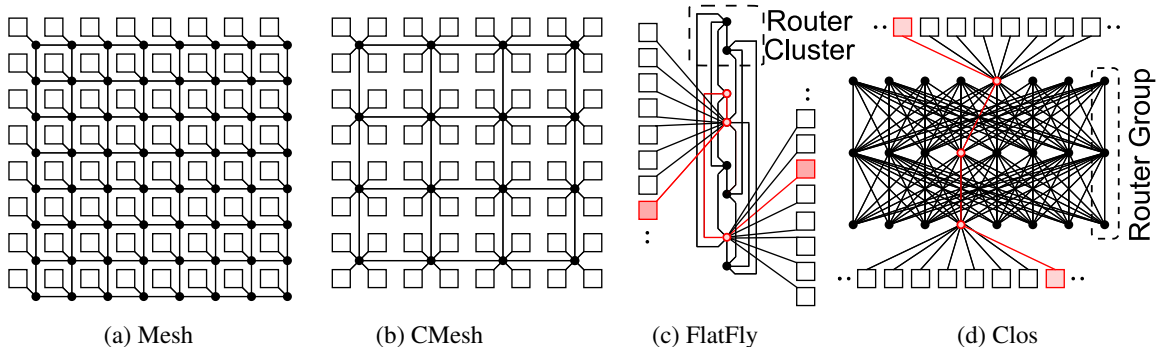 Router
Cluster
Router Group
(a) Mesh
(b) CMesh
(c) FlatFly
(d) Clos